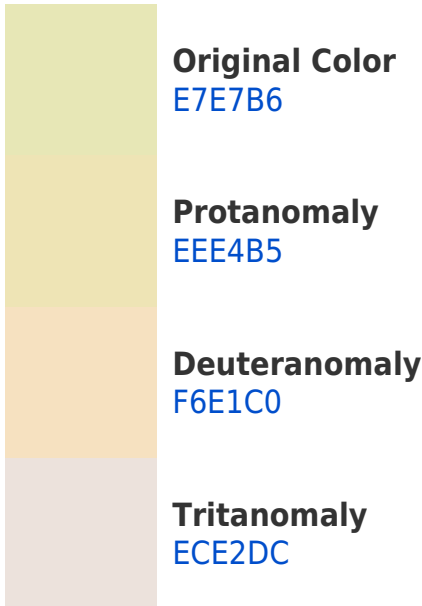 Original Color
E7E7B6
Protanomaly
EEE4B5
Deuteranomaly
F6E1C0
Tritanomaly
ECE2DC